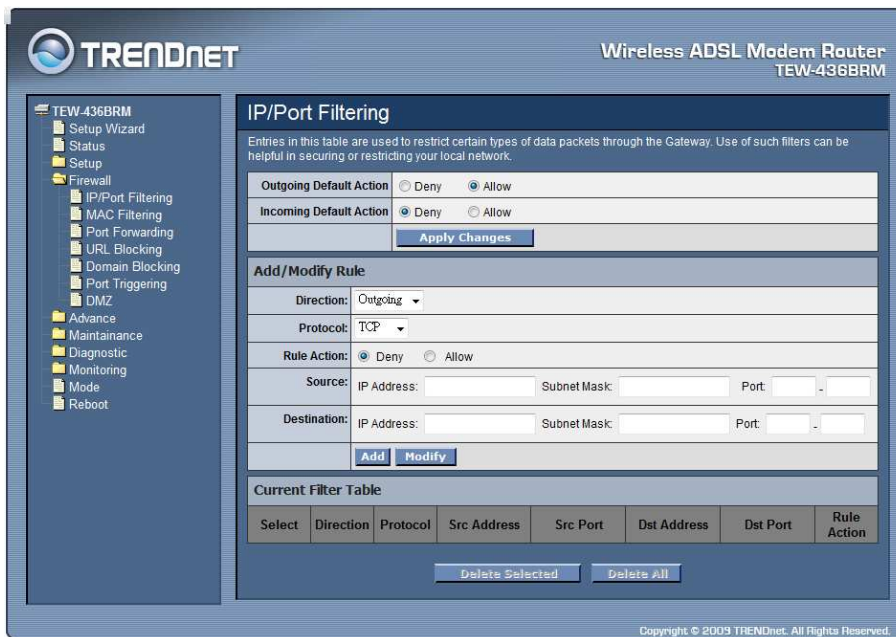 TRENDNET
Wireless ADSL Modem Router
TEW-436BRM
TEW-436BRM
Setup Wizard
Status
Setup
Firewall
IP/Port Filtering
MAC Filtering
Port Forwarding
URL Blocking
Domain Blocking
Port Triggering
DMZ
Advance
Maintainance
Diagnostic
Monitoring
Mode
Reboot
IP/Port Filtering
Entries in this table are used to restrict certain types of data packets through the Gateway. Use of such filters can be
helpful in securing or restricting your local network.
Outgoing Default Action Deny Allow
Incoming Default Action Deny Allow
Apply Changes
Add/Modify Rule
Direction: Outgoing
Protocol: TCP
Rule Action: Deny Allow
Source: IP Address: Subnet Mask: Port: -
Destination: IP Address: Subnet Mask: Port: -
Add Modify
Current Filter Table
Select Direction Protocol Src Address Src Port Dst Address Dst Port Rule Action
Delete Selected Delete All
Copyright © 2009 TRENDnet. All Rights Reserved.